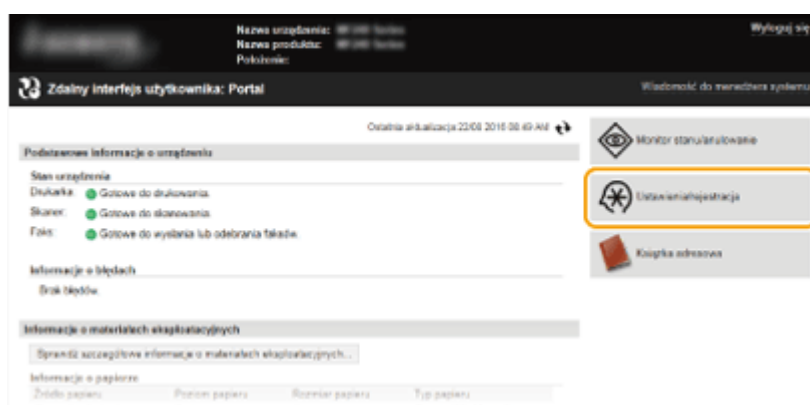 Nazwa urządzenia:
Nazwa produktu:
Położenie:
Wyloguj się
Zdalny interfejs użytkownika: Portal
Wiadomość do menedżera systemu
Ostatnia aktualizacja 22/08 2016 08:49 AM
Podstawowe informacje o urządzeniu
Stan urządzenia
Drukarka: Gotowe do drukowania.
Skaner: Gotowe do skanowania.
Faks: Gotowe do wysłania lub odebrania faksów.
Informacje o błędach
Brak błędów.
Informacje o materiałach eksploatacyjnych
Sprawdź szczegółowe informacje o materiałach eksploatacyjnych...
Informacje o papierze
Źródło papieru Poziom papieru Rozmiar papieru Typ papieru
Monitor stanu/anulowanie
Ustawienia/rejestracja
Książka adresowa